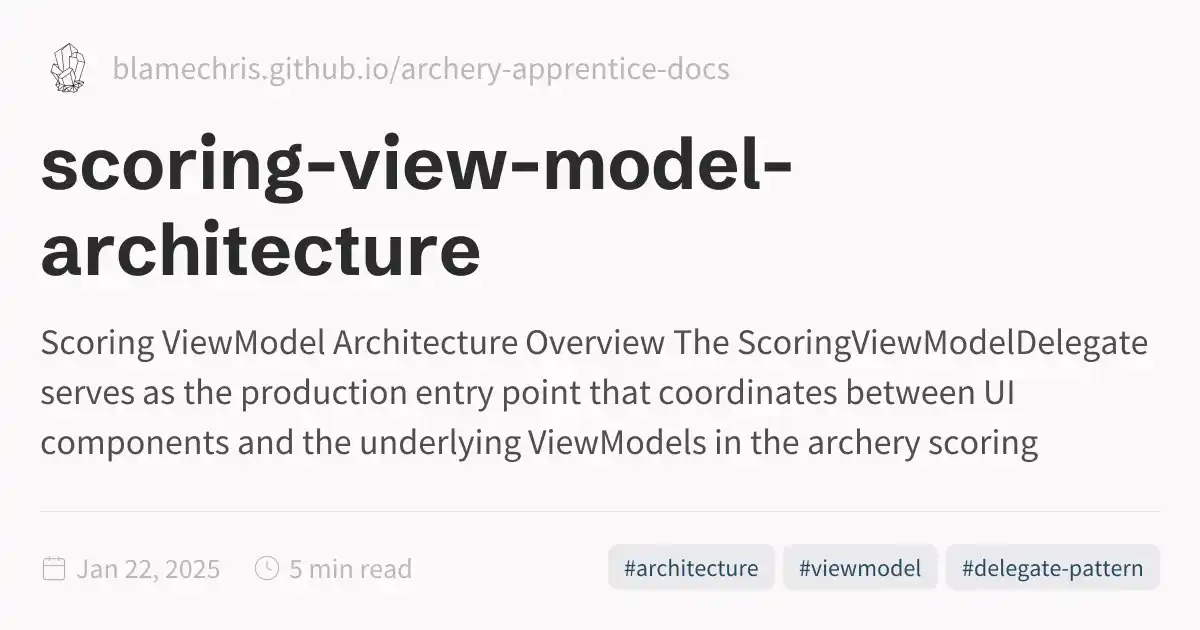 blamechris.github.io/archery-apprentice-docs
scoring-view-model-
architecture
Scoring ViewModel Architecture Overview The ScoringViewModelDelegate
serves as the production entry point that coordinates between UI
components and the underlying ViewModels in the archery scoring
Jan 22, 2025
5 min read
#architecture
#viewmodel
#delegate-pattern